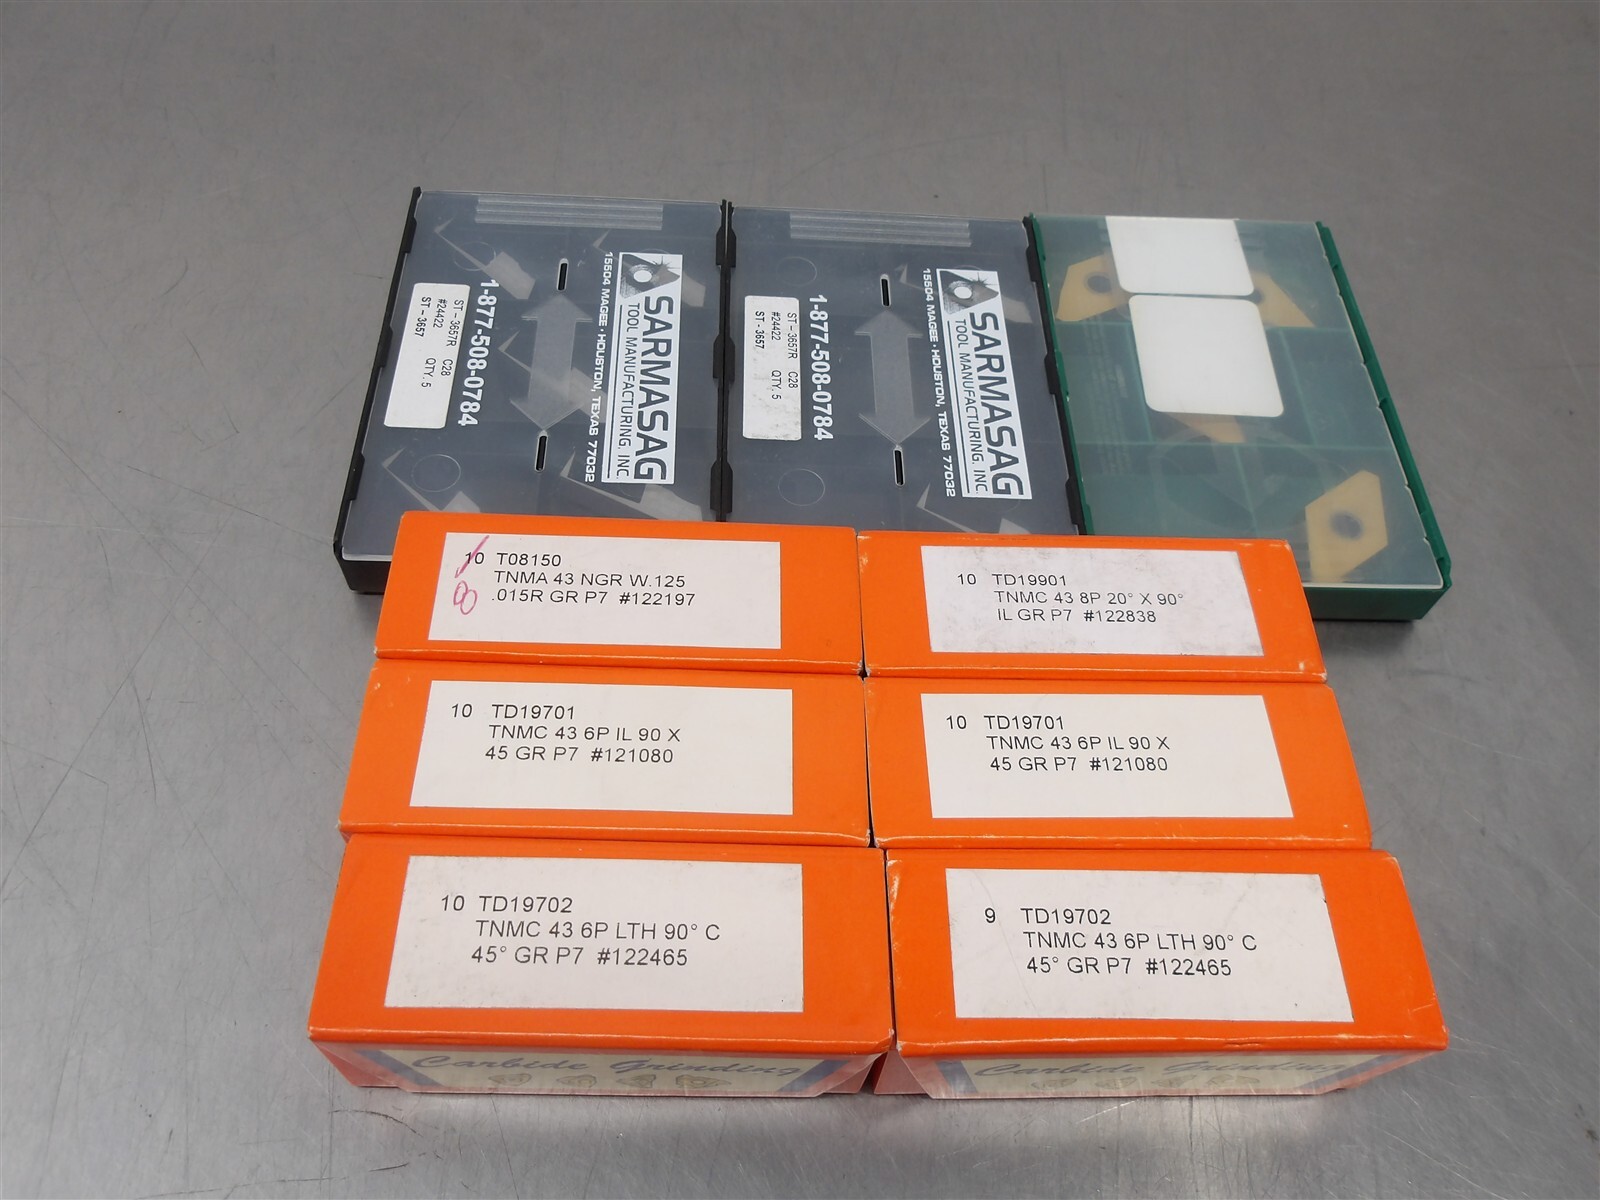 SARMASAG
TOOL MANUFACTURING, INC.
15504 MAGEE · HOUSTON, TEXAS 77032
1-877-508-0784
ST-3657R C28
#24422 QTY. 5
ST-3657
SARMASAG
TOOL MANUFACTURING, INC.
15504 MAGEE · HOUSTON, TEXAS 77032
1-877-508-0784
ST-3657R C28
#24422 QTY. 5
ST-3657
10 T08150
TNMA 43 NGR W.125
8 .015R GR P7 #122197
10 TD19901
TNMC 43 8P 20° X 90°
IL GR P7 #122838
10 TD19701
TNMC 43 6P IL 90 X
45 GR P7 #121080
10 TD19701
TNMC 43 6P IL 90 X
45 GR P7 #121080
10 TD19702
TNMC 43 6P LTH 90° C
45° GR P7 #122465
9 TD19702
TNMC 43 6P LTH 90° C
45° GR P7 #122465
Carbide Grinding
Carbide Grinding